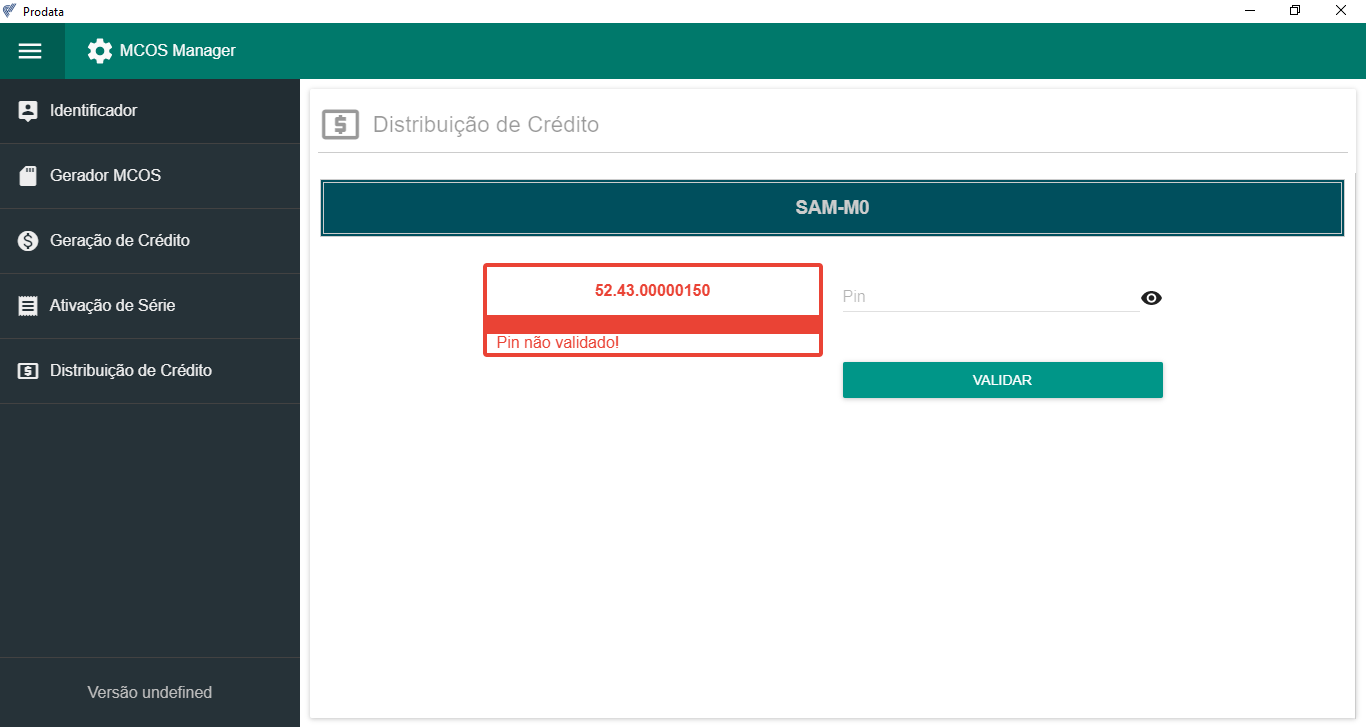 Prodata
MCOS Manager
Identificador
Gerador MCOS
Geração de Crédito
Ativação de Série
Distribuição de Crédito
Versão undefined
Distribuição de Crédito
SAM-M0
52.43.00000150
Pin não validado!
Pin
VALIDAR